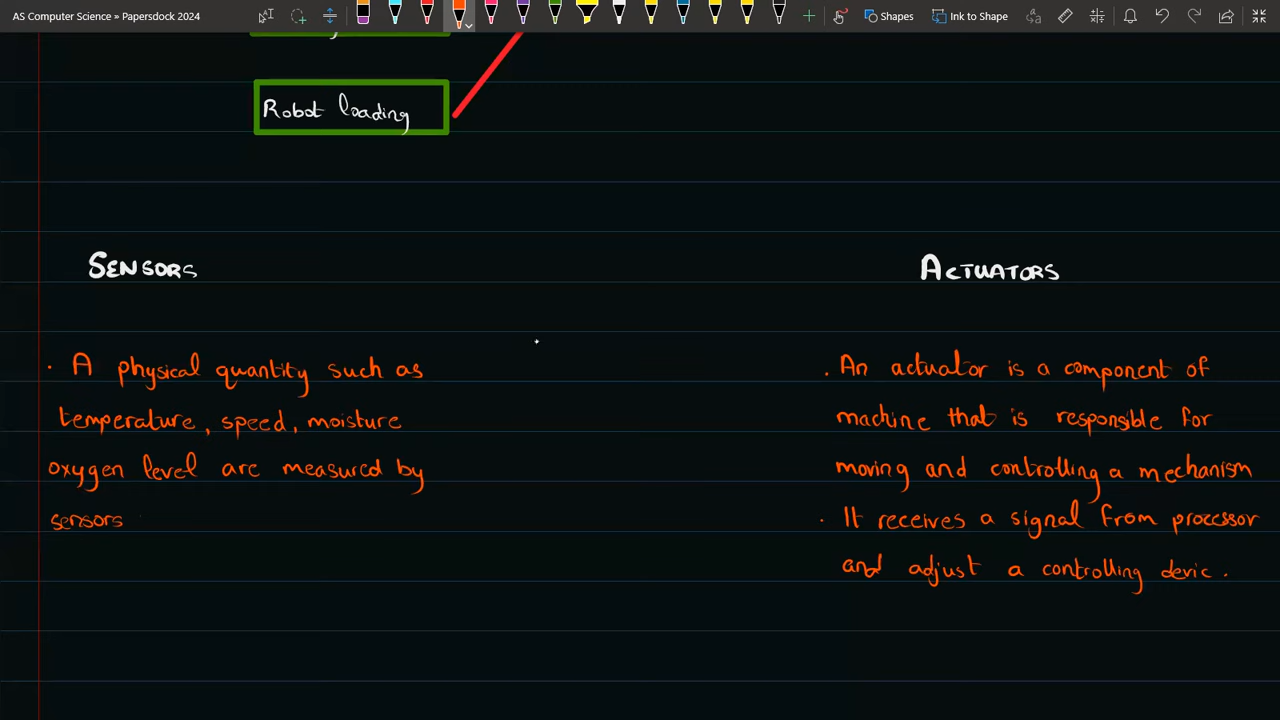 AS Computer Science » Papersdock 2024
Shapes
Ink to Shape
Robot loading
SENSORS
. A physical quantity such as
temperature, speed, moisture
oxygen level are measured by
sensors
ACTUATORS
. An actuator is a component of
machine that is responsible for
moving and controlling a mechanism
. It receives a signal from processor
and adjust a controlling devic.